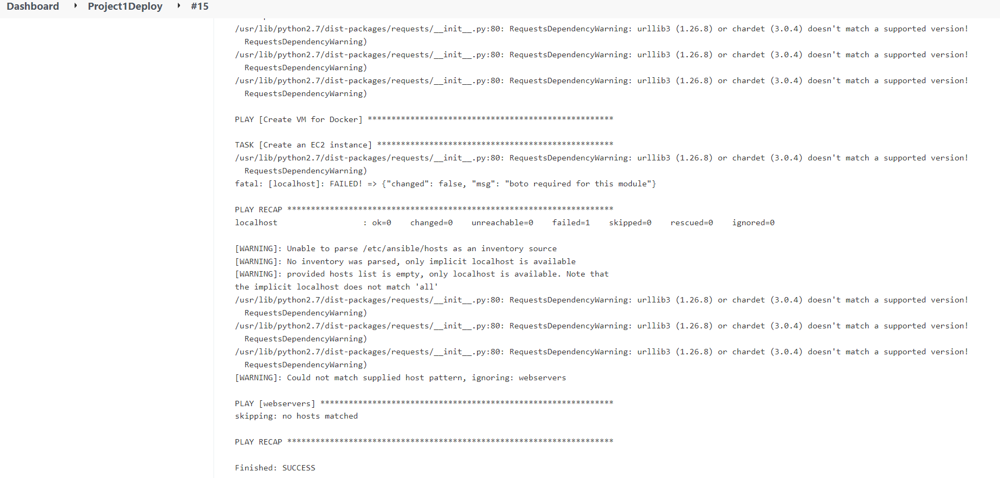 Dashboard ▸ Project1Deploy ▸ #15
/usr/lib/python2.7/dist-packages/requests/__init__.py:80: RequestsDependencyWarning: urllib3 (1.26.8) or chardet (3.0.4) doesn't match a supported version!
  RequestsDependencyWarning)
/usr/lib/python2.7/dist-packages/requests/__init__.py:80: RequestsDependencyWarning: urllib3 (1.26.8) or chardet (3.0.4) doesn't match a supported version!
  RequestsDependencyWarning)
/usr/lib/python2.7/dist-packages/requests/__init__.py:80: RequestsDependencyWarning: urllib3 (1.26.8) or chardet (3.0.4) doesn't match a supported version!
  RequestsDependencyWarning)
PLAY [Create VM for Docker] ****************************************************
TASK [Create an EC2 instance] **************************************************
/usr/lib/python2.7/dist-packages/requests/__init__.py:80: RequestsDependencyWarning: urllib3 (1.26.8) or chardet (3.0.4) doesn't match a supported version!
  RequestsDependencyWarning)
fatal: [localhost]: FAILED! => {"changed": false, "msg": "boto required for this module"}
PLAY RECAP *********************************************************************
localhost                  : ok=0    changed=0    unreachable=0    failed=1    skipped=0    rescued=0    ignored=0
[WARNING]: Unable to parse /etc/ansible/hosts as an inventory source
[WARNING]: No inventory was parsed, only implicit localhost is available
[WARNING]: provided hosts list is empty, only localhost is available. Note that
the implicit localhost does not match 'all'
/usr/lib/python2.7/dist-packages/requests/__init__.py:80: RequestsDependencyWarning: urllib3 (1.26.8) or chardet (3.0.4) doesn't match a supported version!
  RequestsDependencyWarning)
/usr/lib/python2.7/dist-packages/requests/__init__.py:80: RequestsDependencyWarning: urllib3 (1.26.8) or chardet (3.0.4) doesn't match a supported version!
  RequestsDependencyWarning)
/usr/lib/python2.7/dist-packages/requests/__init__.py:80: RequestsDependencyWarning: urllib3 (1.26.8) or chardet (3.0.4) doesn't match a supported version!
  RequestsDependencyWarning)
[WARNING]: Could not match supplied host pattern, ignoring: webservers
PLAY [webservers] **************************************************************
skipping: no hosts matched
PLAY RECAP *********************************************************************
Finished: SUCCESS